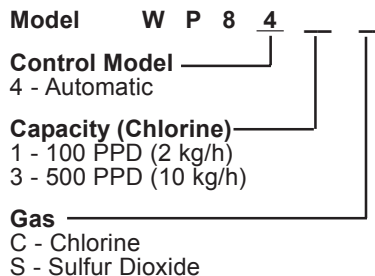 Model W P 8 4 __ _
Control Model
4 - Automatic
Capacity (Chlorine)
1 - 100 PPD (2 kg/h)
3 - 500 PPD (10 kg/h)
Gas
C - Chlorine
S - Sulfur Dioxide